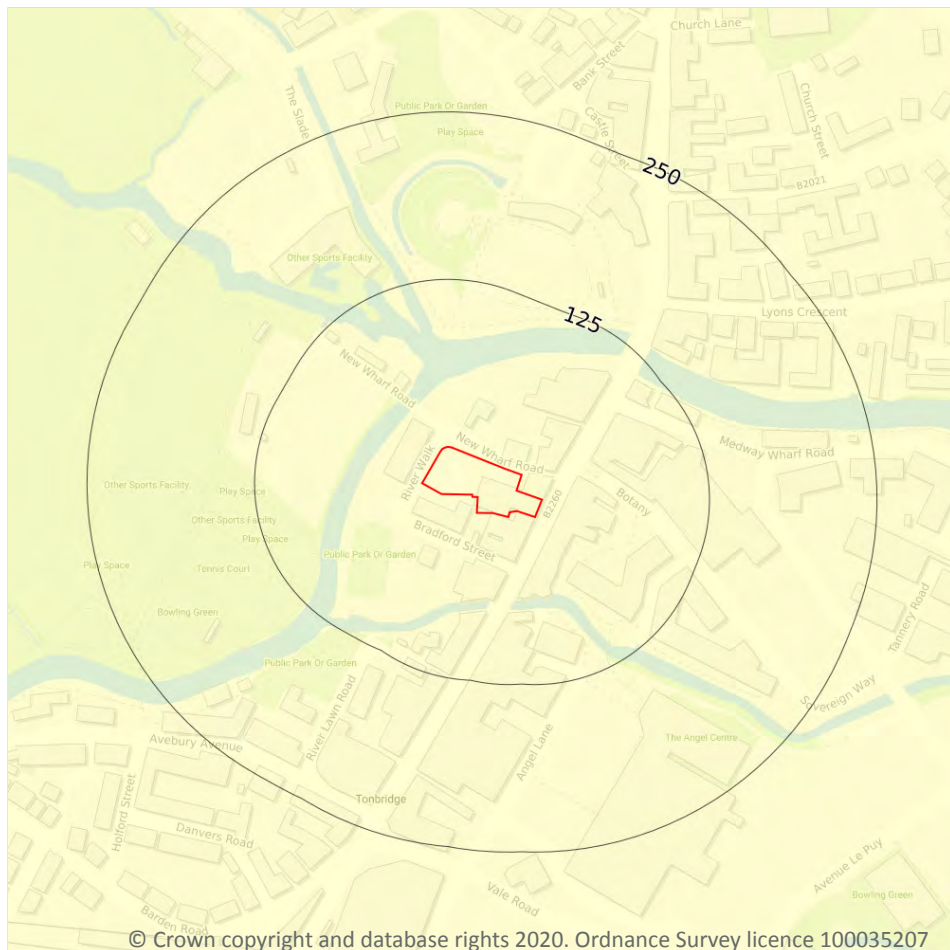 Church Lane
Bank Street
The Slade
Public Park Or Garden
Play Space
Castle Street
Church Street
250
B2021
Other Sports Facility
Lyons Crescent
125
New Wharf Road
Medway Wharf Road
New Wharf Road
River Walk
Other Sports Facility
Play Space
B2260
Botany
Other Sports Facility
Bradford Street
Play Space
Public Park Or Garden
Play Space
Tennis Court
Bowling Green
Tannery Road
Public Park Or Garden
River Lawn Road
Sovereign Way
Avebury Avenue
Angel Lane
The Angel Centre
Holford Street
Tonbridge
Danvers Road
Avenue Le Puy
Vale Road
Bowling Green
Barden Road
© Crown copyright and database rights 2020. Ordnance Survey licence 100035207